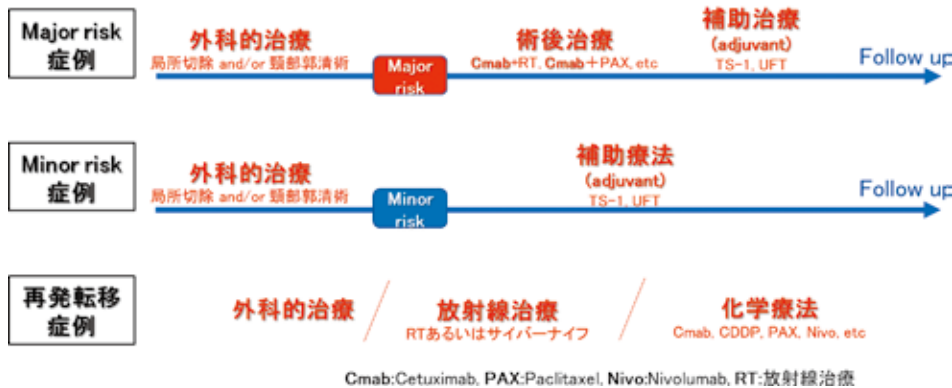 Major risk
症例
外科的治療
局所切除 and/or 頸部郭清術
Major
risk
術後治療
Cmab+RT, Cmab+PAX, etc
補助治療
(adjuvant)
TS-1, UFT
Follow up
Minor risk
症例
外科的治療
局所切除 and/or 頸部郭清術
Minor
risk
補助療法
(adjuvant)
TS-1, UFT
Follow up
再発転移
症例
外科的治療
放射線治療
RTあるいはサイバーナイフ
化学療法
Cmab, CDDP, PAX, Nivo, etc
Cmab:Cetuximab, PAX:Paclitaxel, Nivo:Nivolumab, RT:放射線治療